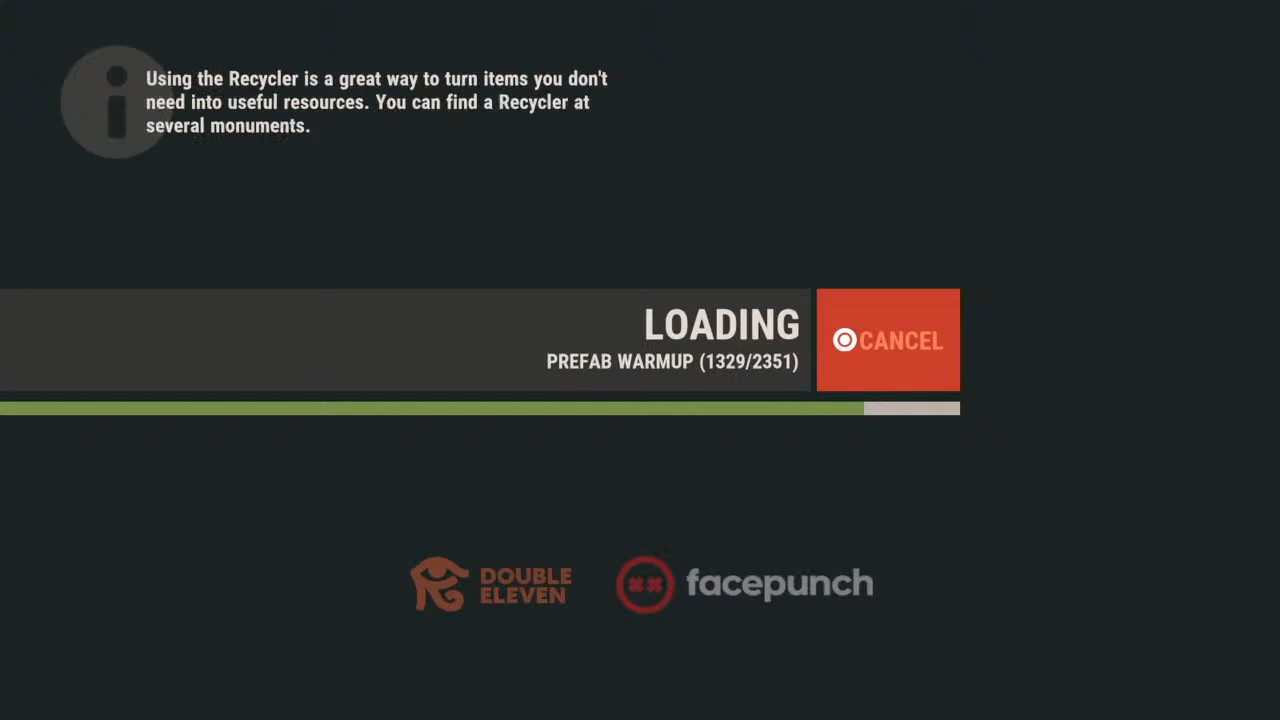 Using the Recycler is a great way to turn items you don't
need into useful resources. You can find a Recycler at
several monuments.
LOADING
PREFAB WARMUP (1329/2351)
CANCEL
DOUBLE
ELEVEN
facepunch